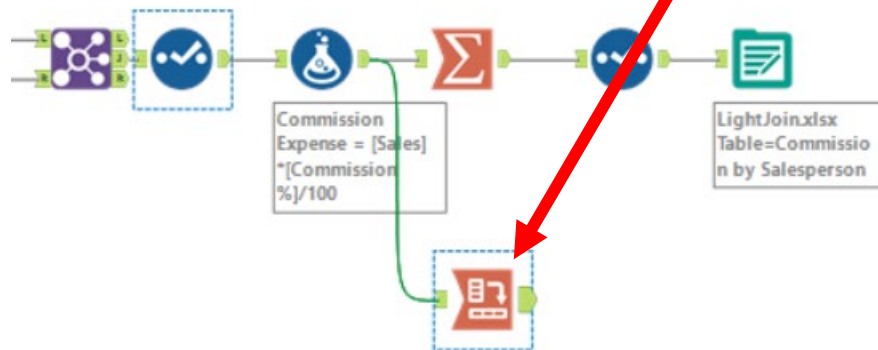 L
L
J
R
R
Commission
Expense = [Sales]
*[Commission
%]/100
LightJoin.xlsx
Table=Commissio
n by Salesperson